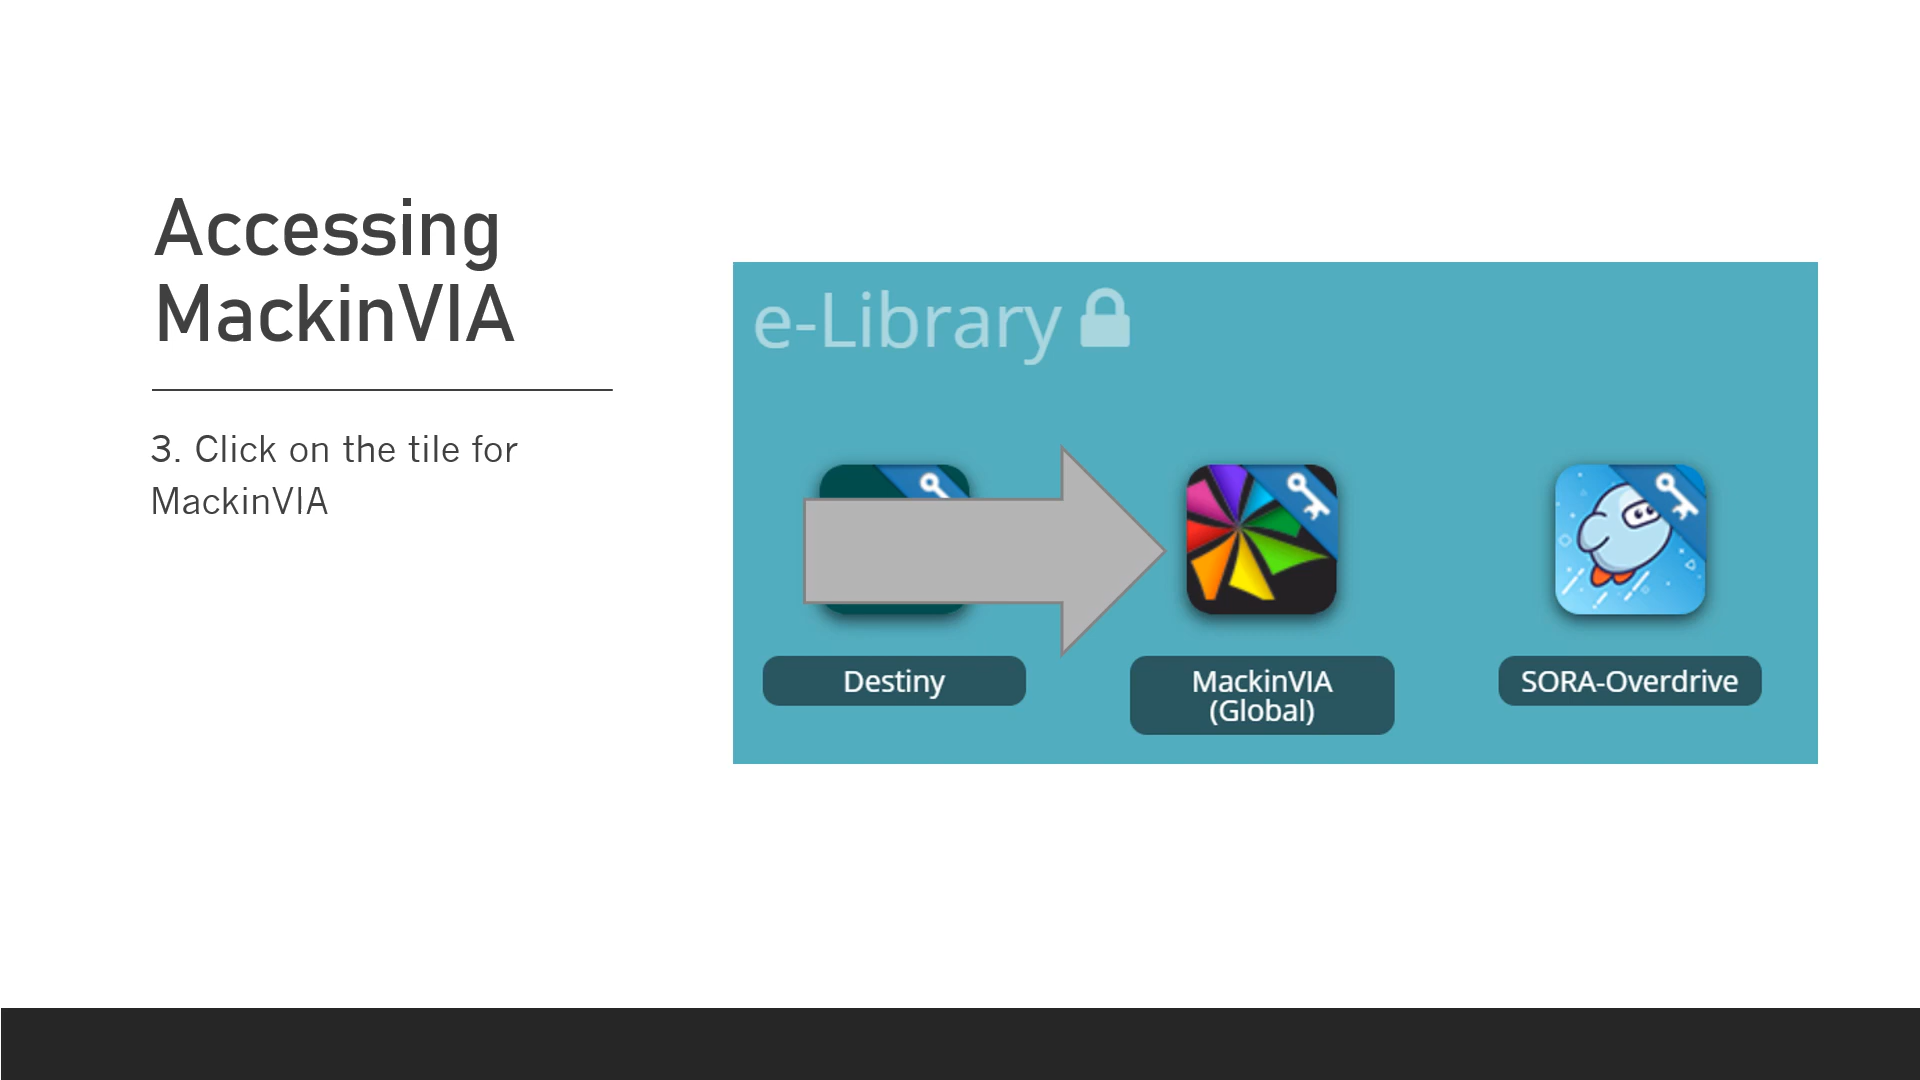 Accessing
MackinVIA
3. Click on the tile for
MackinVIA
e-Library
Destiny
MackinVIA
(Global)
SORA-Overdrive